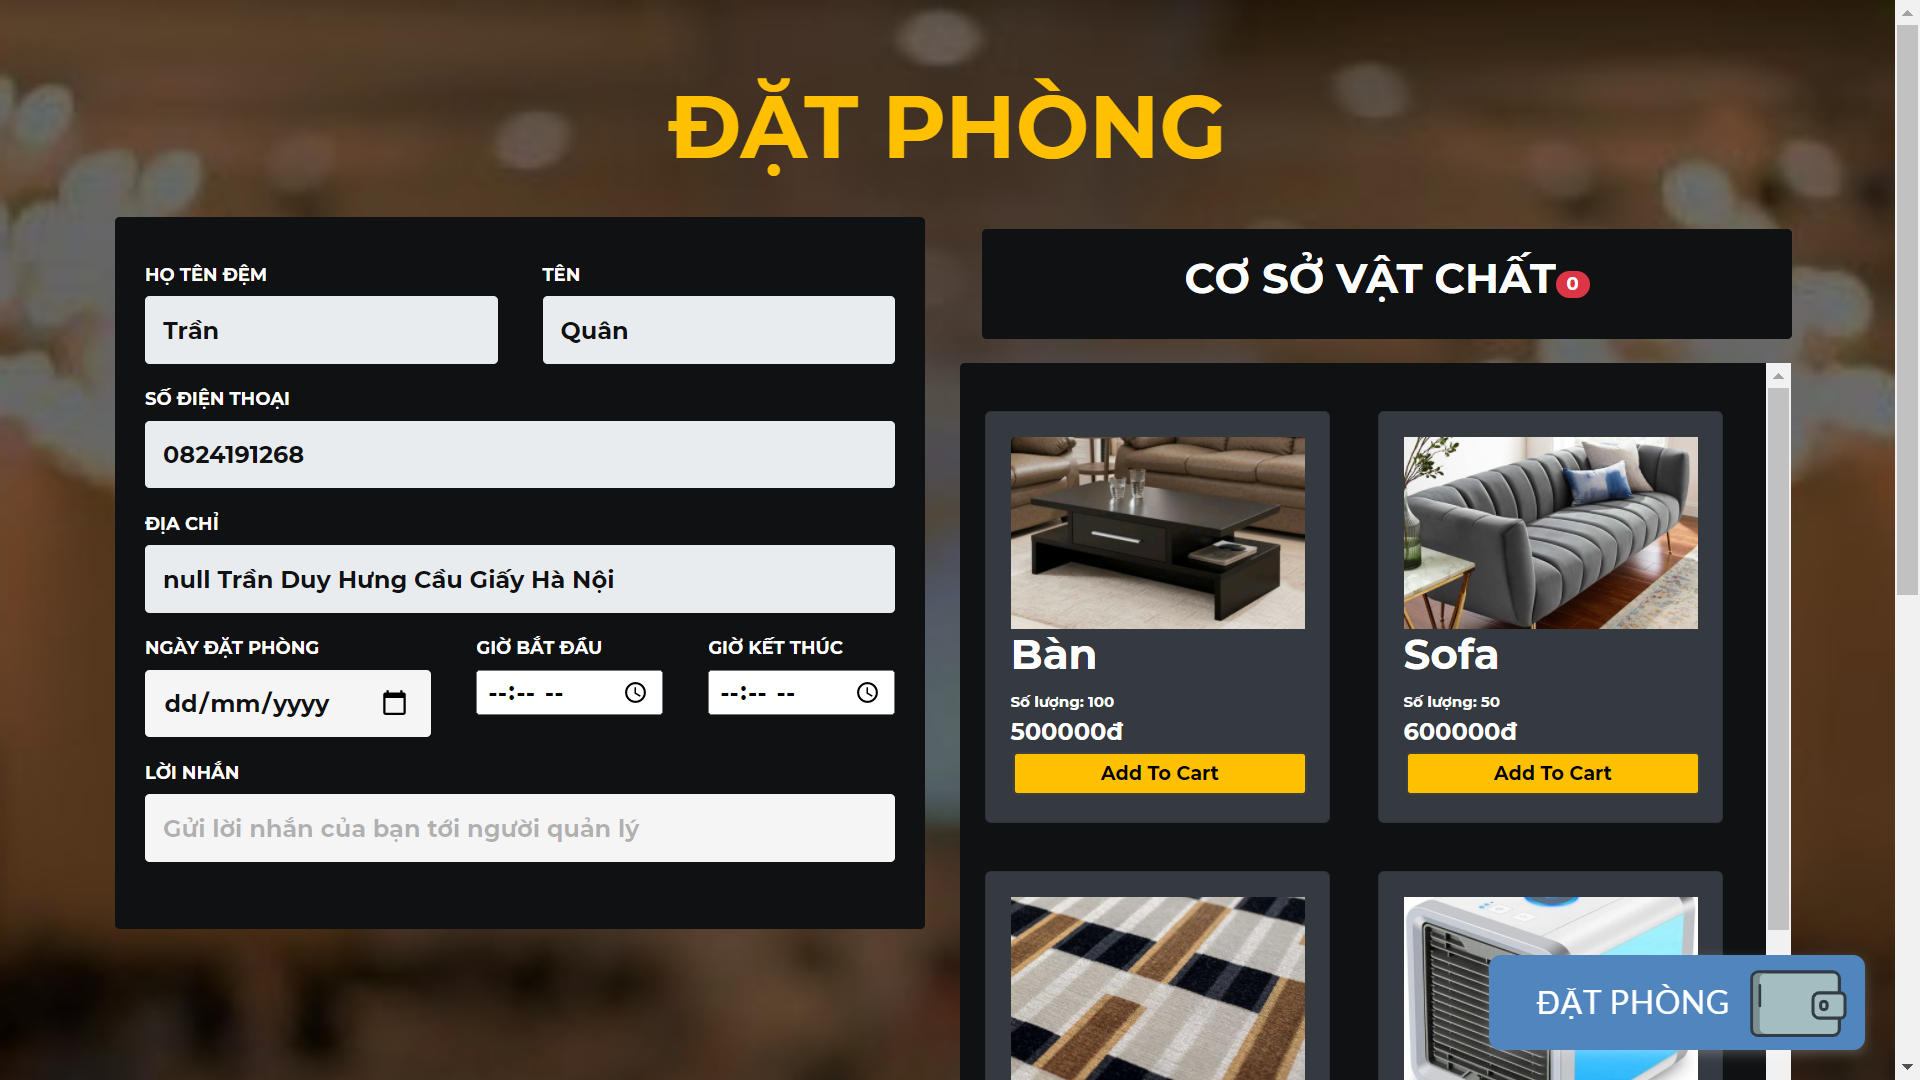 ĐẶT PHÒNG
HỌ TÊN ĐỆM
TÊN
Trần
Quân
SỐ ĐIỆN THOẠI
0824191268
ĐỊA CHỈ
null Trần Duy Hưng Cầu Giấy Hà Nội
NGÀY ĐẶT PHÒNG
GIỜ BẮT ĐẦU
GIỜ KẾT THÚC
dd/mm/yyyy
--:-- --
--:-- --
LỜI NHẮN
Gửi lời nhắn của bạn tới người quản lý
CƠ SỞ VẬT CHẤT 0
Bàn
Số lượng: 100
500000đ
Add To Cart
Sofa
Số lượng: 50
600000đ
Add To Cart
ĐẶT PHÒNG